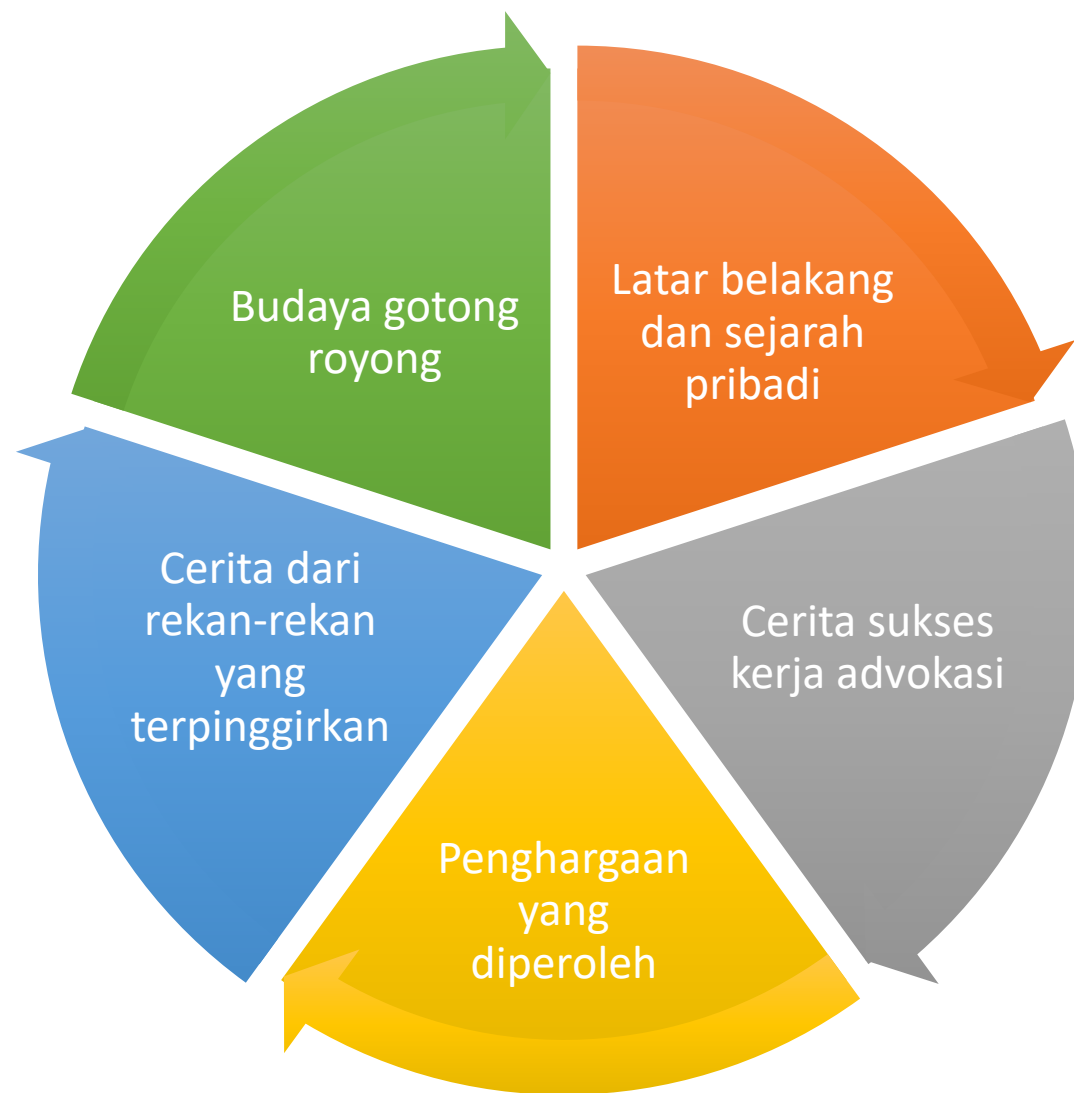 Latar belakang
dan sejarah
pribadi
Cerita sukses
kerja advokasi
Penghargaan
yang
diperoleh
Cerita dari
rekan-rekan
yang
terpinggirkan
Budaya gotong
royong